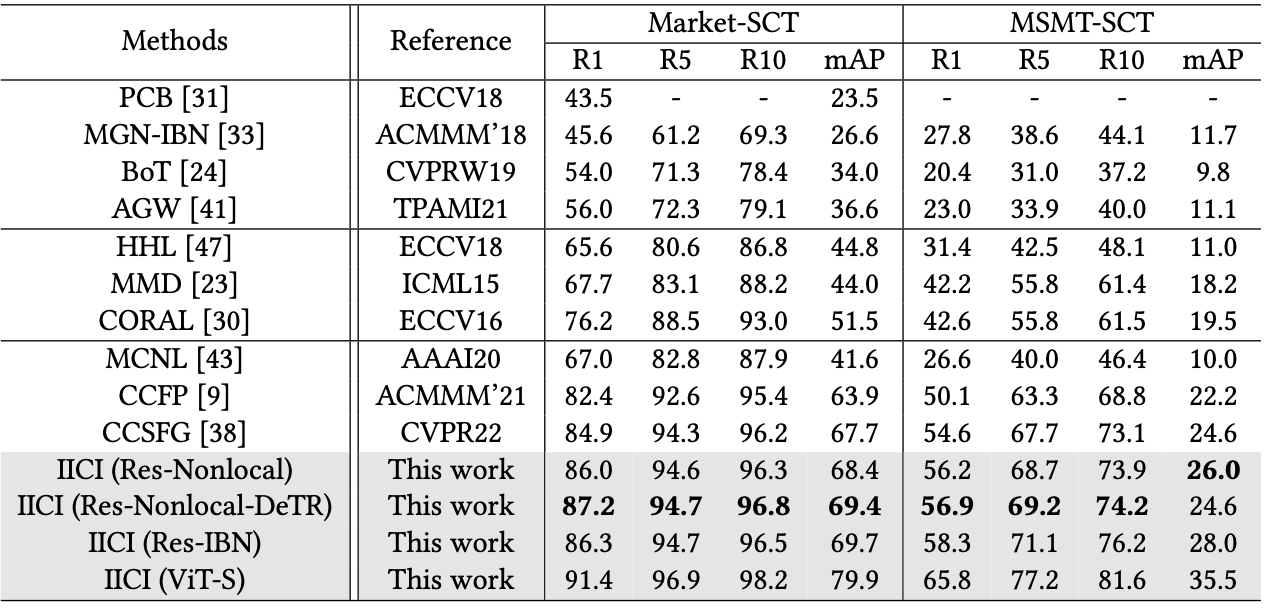 Methods Reference Market-SCT MSMT-SCT
R1 R5 R10 mAP R1 R5 R10 mAP
PCB [31] ECCV18 43.5 - - 23.5 - - - -
MGN-IBN [33] ACMMM'18 45.6 61.2 69.3 26.6 27.8 38.6 44.1 11.7
BoT [24] CVPRW19 54.0 71.3 78.4 34.0 20.4 31.0 37.2 9.8
AGW [41] TPAMI21 56.0 72.3 79.1 36.6 23.0 33.9 40.0 11.1
HHL [47] ECCV18 65.6 80.6 86.8 44.8 31.4 42.5 48.1 11.0
MMD [23] ICML15 67.7 83.1 88.2 44.0 42.2 55.8 61.4 18.2
CORAL [30] ECCV16 76.2 88.5 93.0 51.5 42.6 55.8 61.5 19.5
MCNL [43] AAAI20 67.0 82.8 87.9 41.6 26.6 40.0 46.4 10.0
CCFP [9] ACMMM'21 82.4 92.6 95.4 63.9 50.1 63.3 68.8 22.2
CCSFG [38] CVPR22 84.9 94.3 96.2 67.7 54.6 67.7 73.1 24.6
IICI (Res-Nonlocal) This work 86.0 94.6 96.3 68.4 56.2 68.7 73.9 26.0
IICI (Res-Nonlocal-DeTR) This work 87.2 94.7 96.8 69.4 56.9 69.2 74.2 24.6
IICI (Res-IBN) This work 86.3 94.7 96.5 69.7 58.3 71.1 76.2 28.0
IICI (ViT-S) This work 91.4 96.9 98.2 79.9 65.8 77.2 81.6 35.5